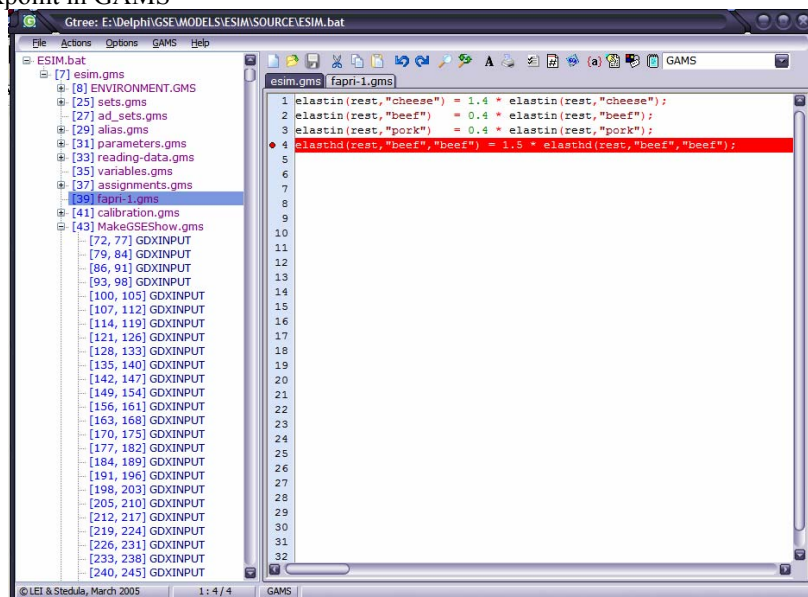 kpoint in GAMS
Gtree: E:\Delphi\GSE\MODELS\ESIM\SOURCE\ESIM.bat
File Actions Options GAMS Help
GAMS
ESIM.bat
[7] esim.gms
[8] ENVIRONMENT.GMS
[25] sets.gms
[27] ad_sets.gms
[29] alias.gms
[31] parameters.gms
[33] reading-data.gms
[35] variables.gms
[37] assignments.gms
[39] fapri-1.gms
[41] calibration.gms
[43] MakeGSEShow.gms
[72, 77] GDXINPUT
[79, 84] GDXINPUT
[86, 91] GDXINPUT
[93, 98] GDXINPUT
[100, 105] GDXINPUT
[107, 112] GDXINPUT
[114, 119] GDXINPUT
[121, 126] GDXINPUT
[128, 133] GDXINPUT
[135, 140] GDXINPUT
[142, 147] GDXINPUT
[149, 154] GDXINPUT
[156, 161] GDXINPUT
[163, 168] GDXINPUT
[170, 175] GDXINPUT
[177, 182] GDXINPUT
[184, 189] GDXINPUT
[191, 196] GDXINPUT
[198, 203] GDXINPUT
[205, 210] GDXINPUT
[212, 217] GDXINPUT
[219, 224] GDXINPUT
[226, 231] GDXINPUT
[233, 238] GDXINPUT
[240, 245] GDXINPUT
esim.gms fapri-1.gms
1 elastin(rest,"cheese") = 1.4 * elastin(rest,"cheese");
2 elastin(rest,"beef") = 0.4 * elastin(rest,"beef");
3 elastin(rest,"pork") = 0.4 * elastin(rest,"pork");
4 elasthd(rest,"beef","beef") = 1.5 * elasthd(rest,"beef","beef");
5
6
7
8
9
10
11
12
13
14
15
16
17
18
19
20
21
22
23
24
25
26
27
28
29
30
31
32
© LEI & Stedula, March 2005 1: 4 / 4 GAMS